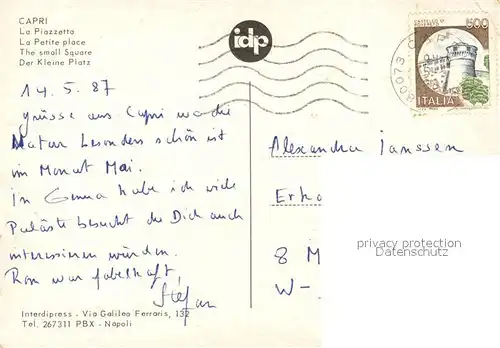 CAPRI
La Piazzetta
La Petite place
The small Square
Der Kleine Platz
idp
500
ITALIA
80073
14.5.87
Grüsse aus Capri wo die
Natur besonders schön ist
im Monat Mai.
In Genua habe ich viele
Paläste besucht die Dich auch
interessieren würden.
Rom war fabelhaft,
Stefan
Alexandra Janssen
Erho
8 M
W-
privacy protection
Datenschutz
Interdipress - Via Galileo Ferraris, 132
Tel. 267311 PBX - Napoli